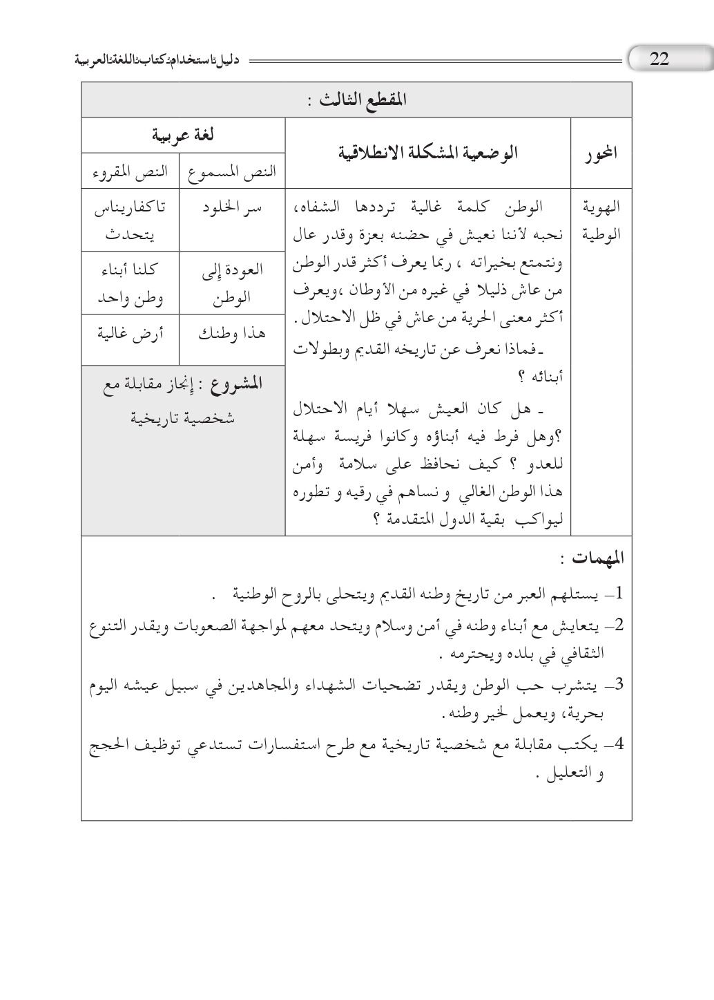 22
دليل استخدام كتاب اللغة العربية
المقطع الثالث :
المحور
الوضعية المشكلة الانطلاقية
لغة عربية
النص المسموع
النص المقروء
الهوية
الوطية
الوطن كلمة غالية ترددها الشفاه،
نحبه لأننا نعيش في حضنه بعزة وقدر عال
ونتمتع بخيراته ، ربما يعرف أكثر قدر الوطن
من عاش ذليلا في غيره من الأوطان ،ويعرف
أكثر معنى الحرية من عاش في ظل الاحتلال .
ـ فماذا نعرف عن تاريخه القديم وبطولات
أبنائه ؟
ـ هل كان العيش سهلا أيام الاحتلال
؟وهل فرط فيه أبناؤه وكانوا فريسة سهلة
للعدو ؟ كيف نحافظ على سلامة وأمن
هذا الوطن الغالي و نساهم في رقيه و تطوره
ليواكب بقية الدول المتقدمة ؟
سر الخلود
تاكفاريناس
يتحدث
العودة إلى
الوطن
كلنا أبناء
وطن واحد
هذا وطنك
أرض غالية
المشروع : إنجاز مقابلة مع
شخصية تاريخية
المهمات :
1– يستلهم العبر من تاريخ وطنه القديم ويتحلى بالروح الوطنية .
2– يتعايش مع أبناء وطنه في أمن وسلام ويتحد معهم لمواجهة الصعوبات ويقدر التنوع
الثقافي في بلده ويحترمه .
3– يتشرب حب الوطن ويقدر تضحيات الشهداء والمجاهدين في سبيل عيشه اليوم
بحرية، ويعمل لخير وطنه .
4– يكتب مقابلة مع شخصية تاريخية مع طرح استفسارات تستدعي توظيف الحجج
و التعليل .